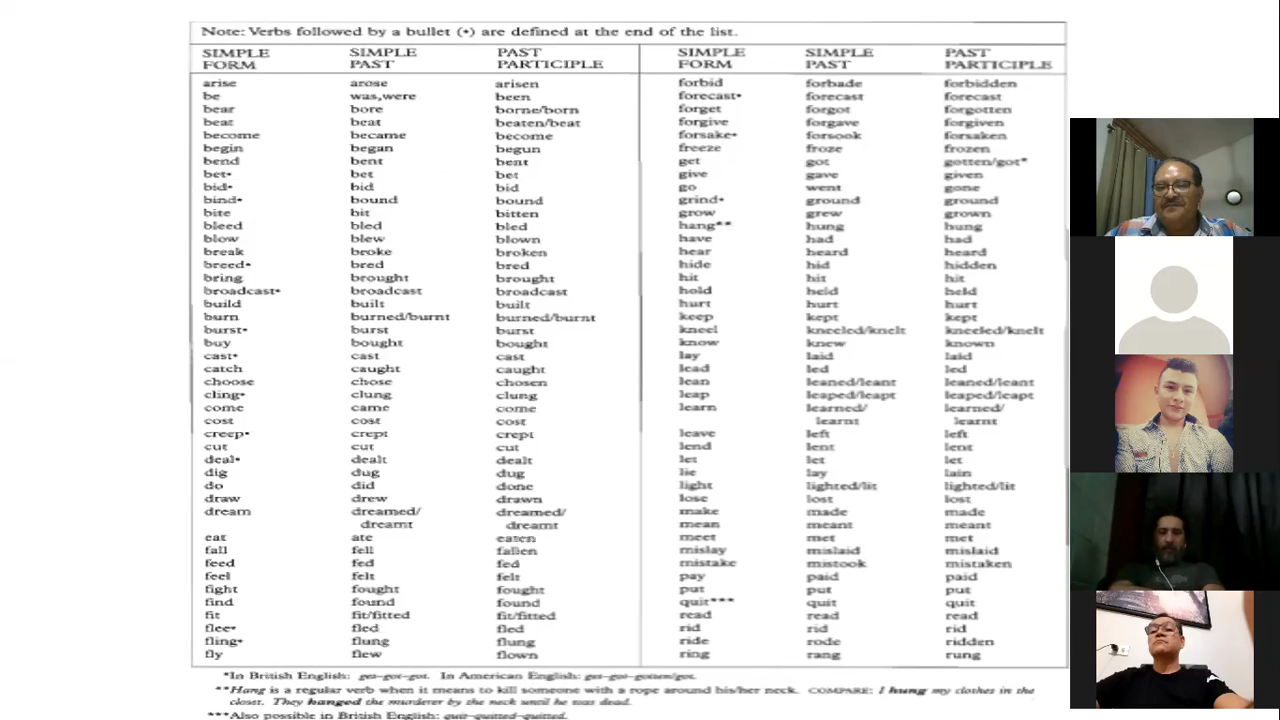 Note: Verbs followed by a bullet (•) are defined at the end of the list.
SIMPLE FORM SIMPLE PAST PAST PARTICIPLE
arise arose arisen
be was,were been
bear bore borne/born
beat beat beaten/beat
become became become
begin began begun
bend bent bent
bet• bet bet
bid• bid bid
bind• bound bound
bite bit bitten
bleed bled bled
blow blew blown
break broke broken
breed• bred bred
bring brought brought
broadcast• broadcast broadcast
build built built
burn burned/burnt burned/burnt
burst• burst burst
buy bought bought
cast• cast cast
catch caught caught
choose chose chosen
cling• clung clung
come came come
cost cost cost
creep• crept crept
cut cut cut
deal• dealt dealt
dig dug dug
do did done
draw drew drawn
dream dreamed/ dreamed/
dreamt dreamt
eat ate eaten
fall fell fallen
feed fed fed
feel felt felt
fight fought fought
find found found
fit fit/fitted fit/fitted
flee• fled fled
fling• flung flung
fly flew flown
SIMPLE FORM SIMPLE PAST PAST PARTICIPLE
forbid forbade forbidden
forecast• forecast forecast
forget forgot forgotten
forgive forgave forgiven
forsake• forsook forsaken
freeze froze frozen
get got gotten/got*
give gave given
go went gone
grind• ground ground
grow grew grown
hang** hung hung
have had had
hear heard heard
hide hid hidden
hit hit hit
hold held held
hurt hurt hurt
keep kept kept
kneel kneeled/knelt kneeled/knelt
know knew known
lay laid laid
lead led led
lean leaned/leant leaned/leant
leap leaped/leapt leaped/leapt
learn learned/ learned/
learnt learnt
leave left left
lend lent lent
let let let
lie lay lain
light lighted/lit lighted/lit
lose lost lost
make made made
mean meant meant
meet met met
mislay mislaid mislaid
mistake mistook mistaken
pay paid paid
put put put
quit*** quit quit
read read read
rid rid rid
ride rode ridden
ring rang rung
*In British English: get-got-got. In American English: get-got-gotten/got.
**Hang is a regular verb when it means to kill someone with a rope around his/her neck. COMPARE: I hung my clothes in the
closet. They hanged the murderer by the neck until he was dead.
***Also possible in British English: quit-quitted-quitted.